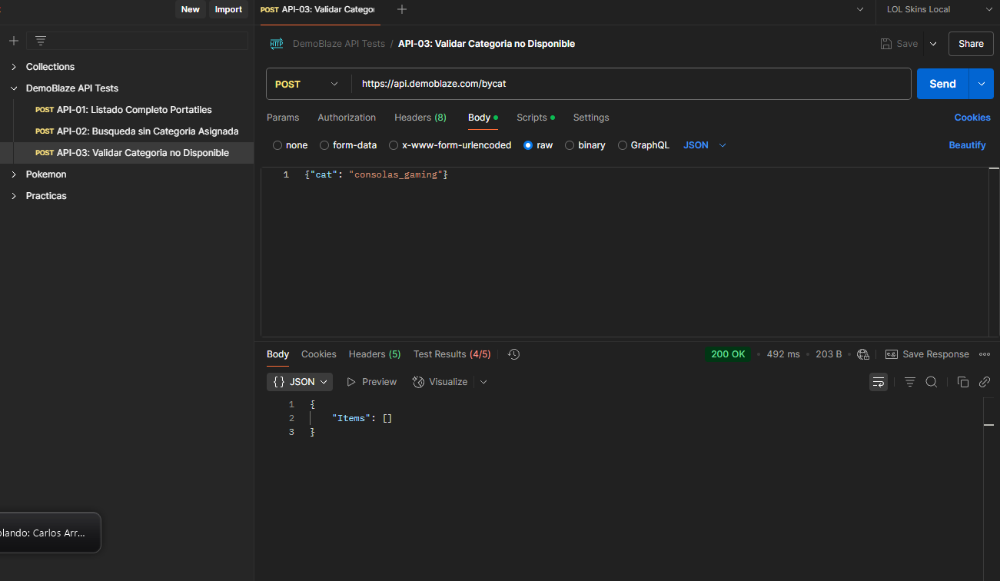 New Import POST API-03: Validar Catego LOL Skins Local
DemoBlaze API Tests / API-03: Validar Categoria no Disponible Save Share
Collections
DemoBlaze API Tests
POST API-01: Listado Completo Portatiles
POST API-02: Busqueda sin Categoria Asignada
POST API-03: Validar Categoria no Disponible
Pokemon
Practicas
POST https://api.demoblaze.com/bycat Send
Params Authorization Headers (8) Body Scripts Settings Cookies
none form-data x-www-form-urlencoded raw binary GraphQL JSON Beautify
1 {"cat": "consolas_gaming"}
Body Cookies Headers (5) Test Results (4/5) 200 OK 492 ms 203 B e.g. Save Response
{} JSON Preview Visualize
1 {
2 "Items": []
3 }
olando: Carlos Arr...